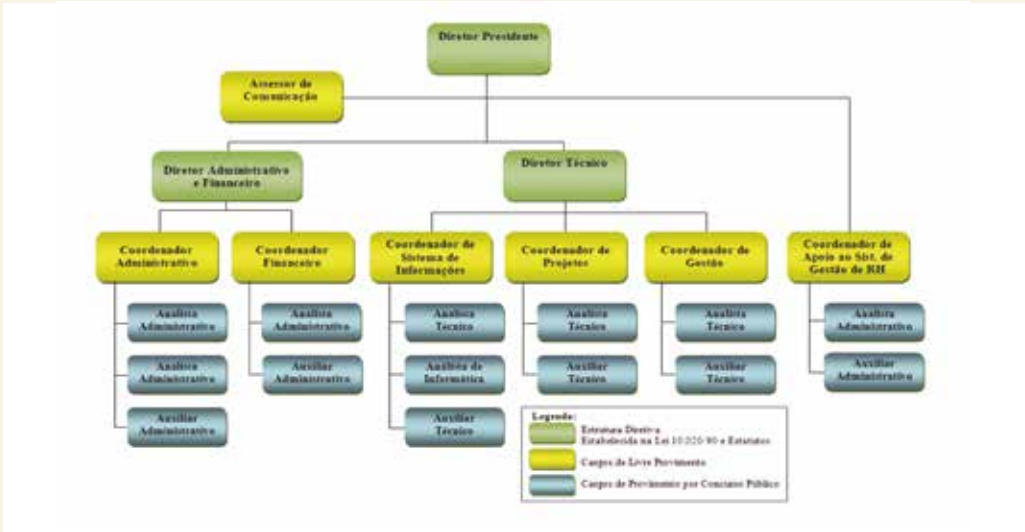 Diretor Presidente
Assessor de
Comunicação
Diretor Administrativo
e Financeiro
Diretor Técnico
Coordenador
Administrativo
Coordenador
Financeiro
Coordenador de
Sistema de
Informações
Coordenador de
Projetos
Coordenador de
Gestão
Coordenador de
Apoio ao Sist. de
Gestão de RH
Analista
Administrativo
Analista
Administrativo
Analista
Técnico
Analista
Técnico
Analista
Técnico
Analista
Administrativo
Analista
Administrativo
Auxiliar
Administrativo
Analista de
Informática
Auxiliar
Técnico
Auxiliar
Técnico
Auxiliar
Administrativo
Auxiliar
Administrativo
Auxiliar
Técnico
Legenda:
Estrutura Diretiva
Estabelecida na Lei e Estatutos
Cargos de Livre Provimento
Cargos de Provimento por Concurso Público